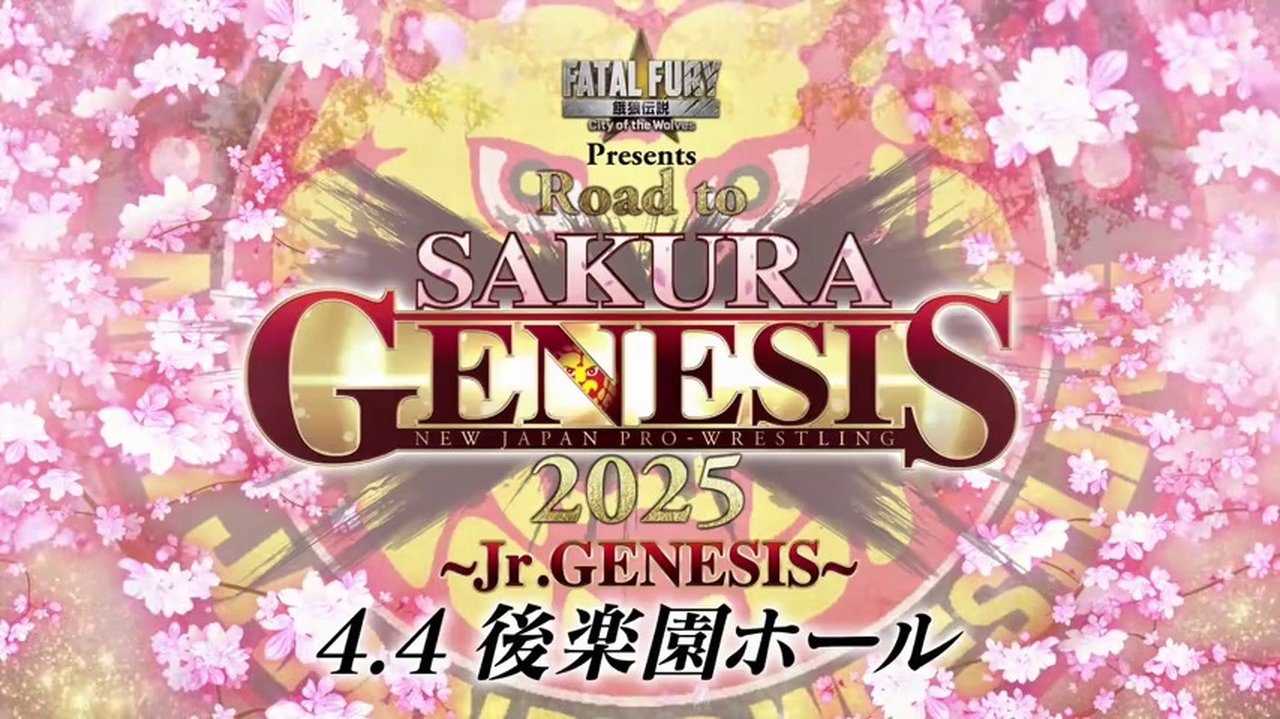 FATAL FURY
餓狼伝説
City of the Wolves
Presents
Road to
SAKURA
GENESIS
NEW JAPAN PRO-WRESTLING
2025
~Jr.GENESIS~
4.4 後楽園ホール